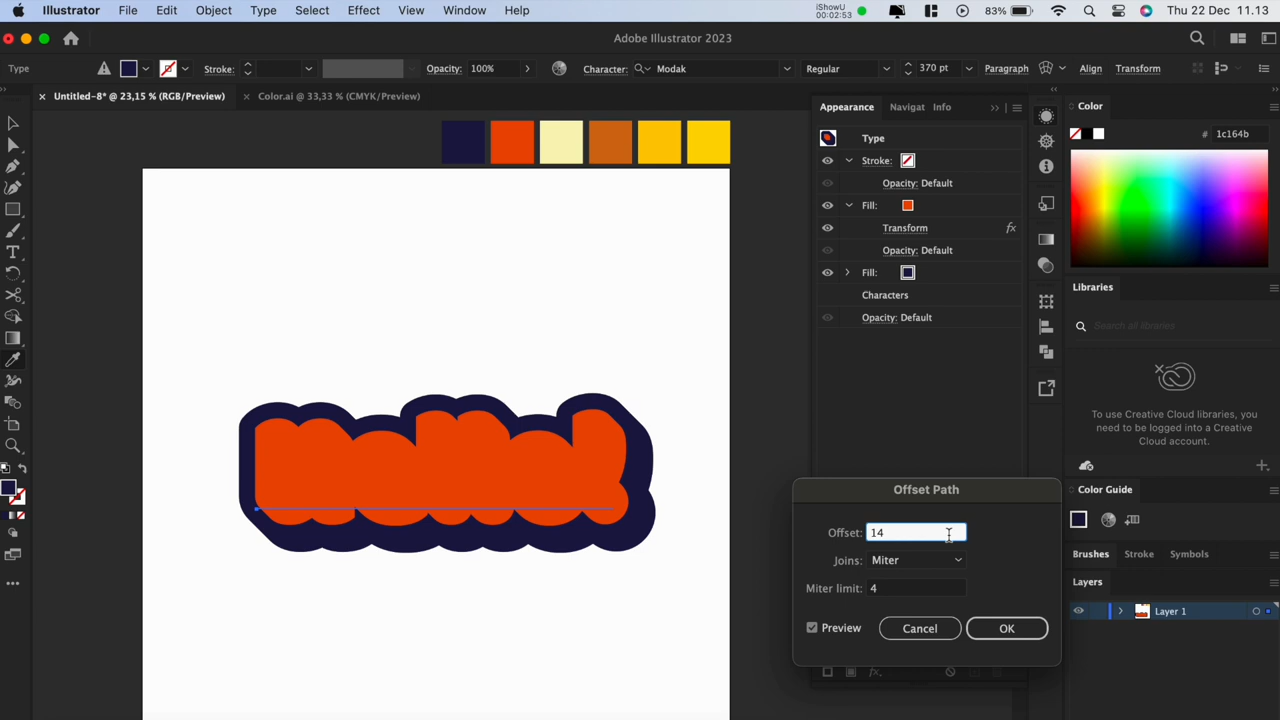 Illustrator File Edit Object Type Select Effect View Window Help iShowU 00:02:53 83% Thu 22 Dec 11.13
Adobe Illustrator 2023
Type Stroke: Opacity: 100% Character: Modak Regular 370 pt Paragraph Align Transform
× Untitled-8* @ 23,15 % (RGB/Preview) × Color.ai @ 33,33 % (CMYK/Preview)
Appearance Navigat Info
Color
# 1c164b
Type
Stroke:
Opacity: Default
Fill:
Transform fx
Opacity: Default
Fill:
Characters
Opacity: Default
Libraries
Search all libraries
To use Creative Cloud libraries, you
need to be logged into a Creative
Cloud account.
Color Guide
Brushes Stroke Symbols
Layers
Layer 1
Offset Path
Offset: 14
Joins: Miter
Miter limit: 4
Preview Cancel OK
fx